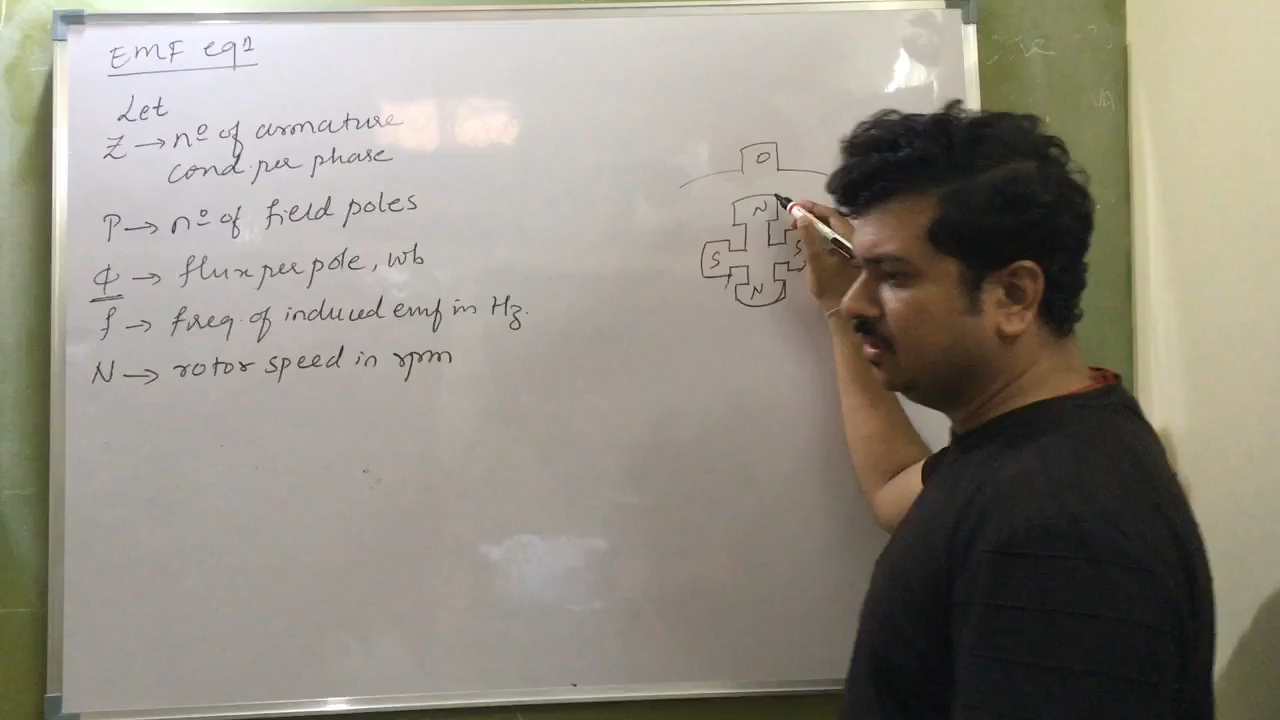 EMF eqn
Let
Z → nº of armature
cond. per phase
P → nº of field poles
Φ → flux per pole, wb
f → freq. of induced emf in Hz.
N → rotor speed in rpm
O
N
S S
N